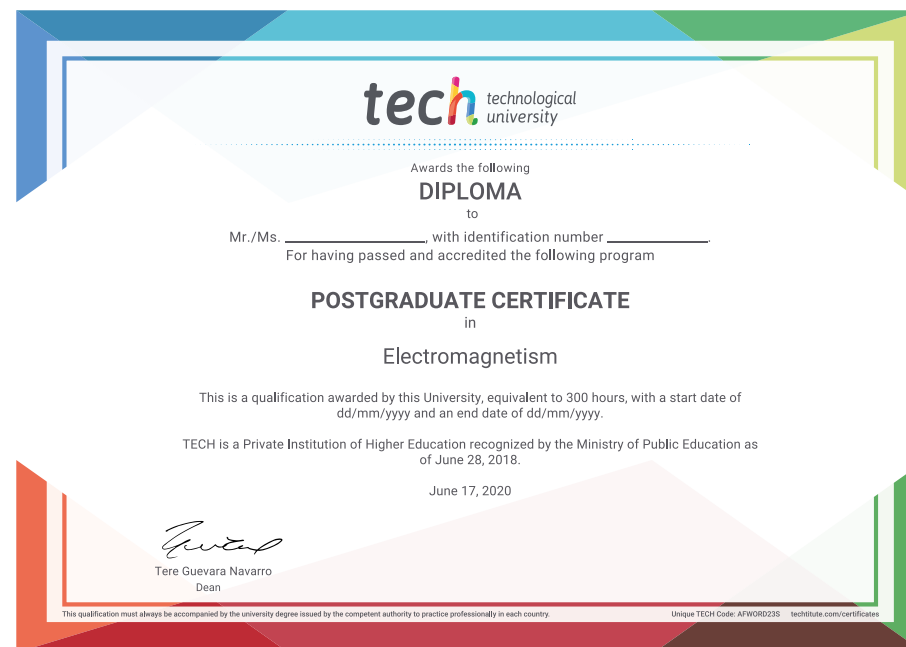 tech technological
university
Awards the following
DIPLOMA
to
Mr./Ms. ____________________, with identification number ______________.
For having passed and accredited the following program
POSTGRADUATE CERTIFICATE
in
Electromagnetism
This is a qualification awarded by this University, equivalent to 300 hours, with a start date of
dd/mm/yyyy and an end date of dd/mm/yyyy.
TECH is a Private Institution of Higher Education recognized by the Ministry of Public Education as
of June 28, 2018.
June 17, 2020
Tere Guevara Navarro
Dean
This qualification must always be accompanied by the university degree issued by the competent authority to practice professionally in each country. Unique TECH Code: AFWORD23S techtitute.com/certificates